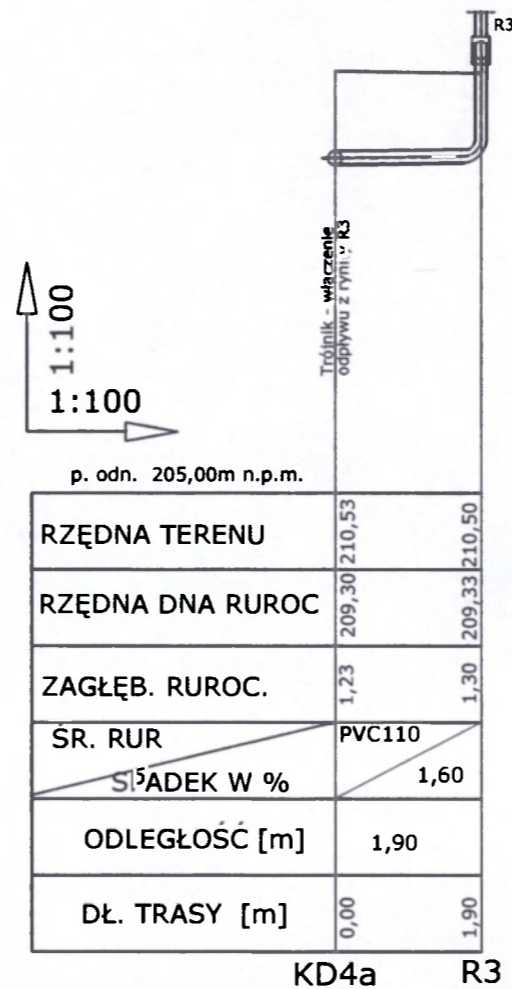 R3
Trójnik - włączenie
odpływu z rynny R3
1:100
1:100
p. odn. 205,00m n.p.m.
RZĘDNA TERENU 210,53 210,50
RZĘDNA DNA RUROC 209,30 209,33
ZAGŁĘB. RUROC. 1,23 1,30
ŚR. RUR PVC110
SPADEK W % 1,60
ODLEGŁOŚĆ [m] 1,90
DŁ. TRASY [m] 0,00 1,90
KD4a R3